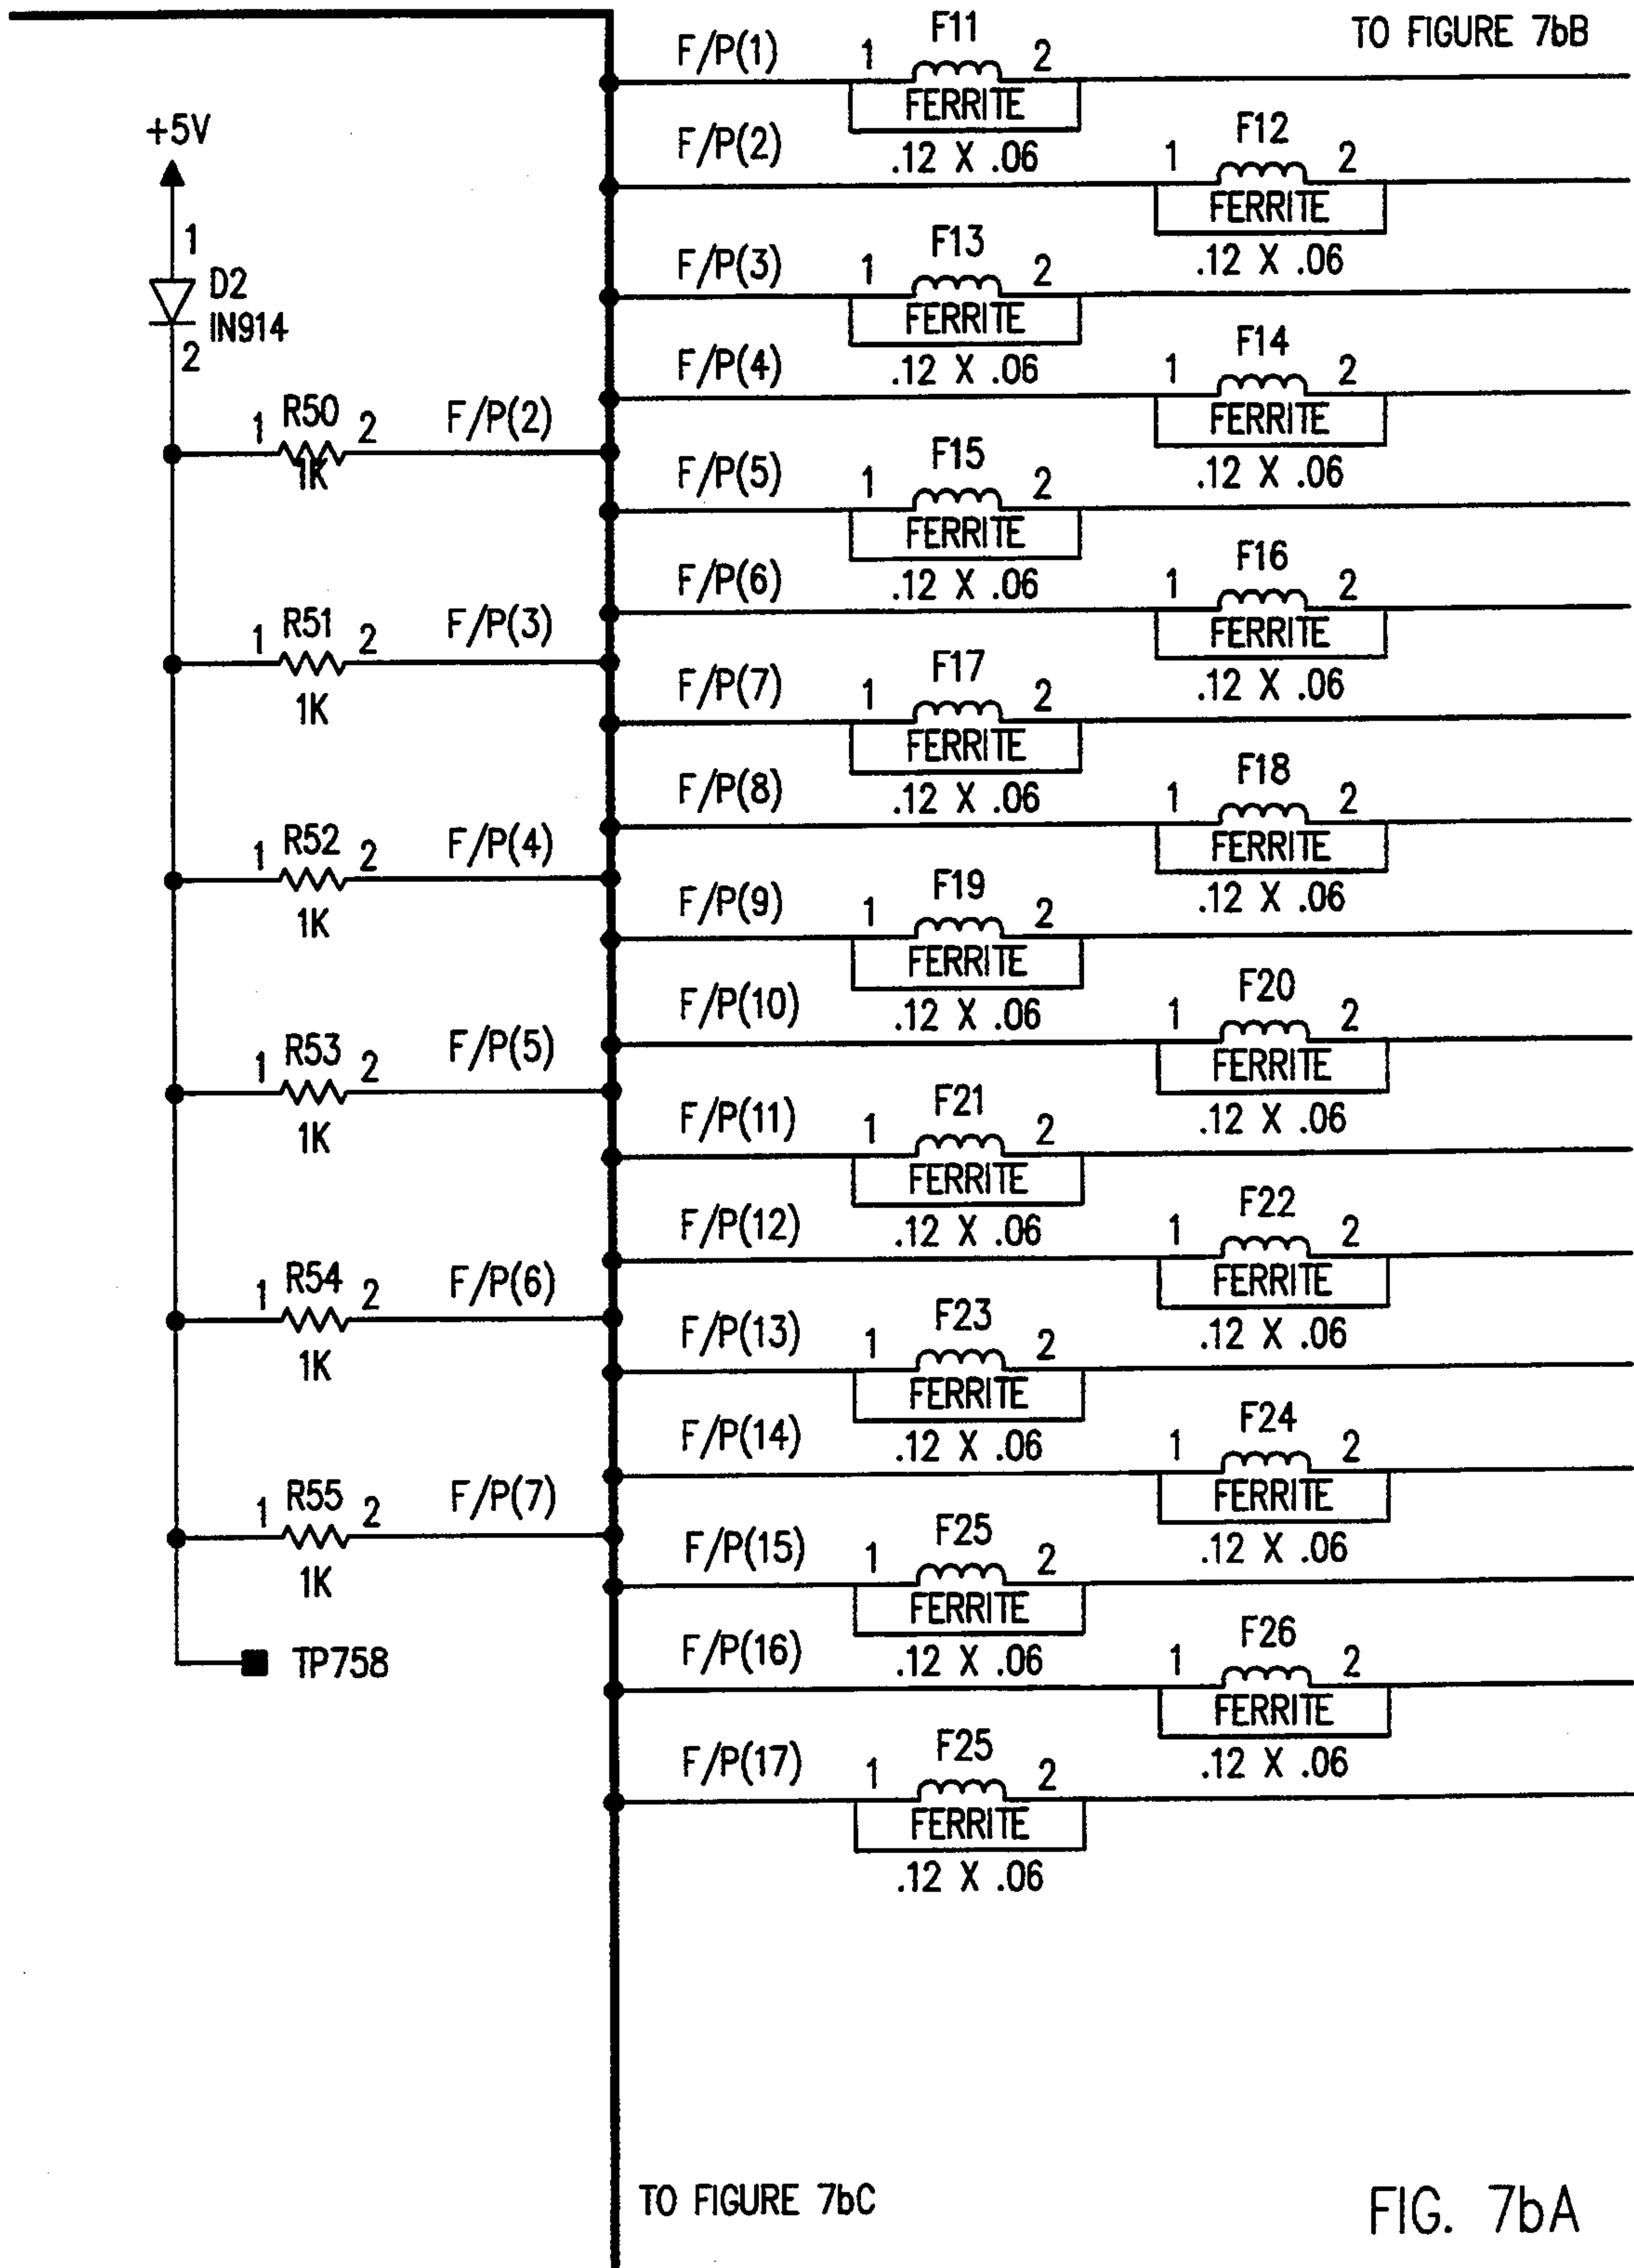 TO FIGURE 7bB
+5V
1
D2
IN914
2
1 R50 2 F/P(2)
1K
1 R51 2 F/P(3)
1K
1 R52 2 F/P(4)
1K
1 R53 2 F/P(5)
1K
1 R54 2 F/P(6)
1K
1 R55 2 F/P(7)
1K
TP758
F/P(1) 1 F11 2
FERRITE
.12 X .06
F/P(2) 1 F12 2
FERRITE
.12 X .06
F/P(3) 1 F13 2
FERRITE
.12 X .06
F/P(4) 1 F14 2
FERRITE
.12 X .06
F/P(5) 1 F15 2
FERRITE
.12 X .06
F/P(6) 1 F16 2
FERRITE
.12 X .06
F/P(7) 1 F17 2
FERRITE
.12 X .06
F/P(8) 1 F18 2
FERRITE
.12 X .06
F/P(9) 1 F19 2
FERRITE
.12 X .06
F/P(10) 1 F20 2
FERRITE
.12 X .06
F/P(11) 1 F21 2
FERRITE
.12 X .06
F/P(12) 1 F22 2
FERRITE
.12 X .06
F/P(13) 1 F23 2
FERRITE
.12 X .06
F/P(14) 1 F24 2
FERRITE
.12 X .06
F/P(15) 1 F25 2
FERRITE
.12 X .06
F/P(16) 1 F26 2
FERRITE
.12 X .06
F/P(17) 1 F25 2
FERRITE
.12 X .06
TO FIGURE 7bC
FIG. 7bA